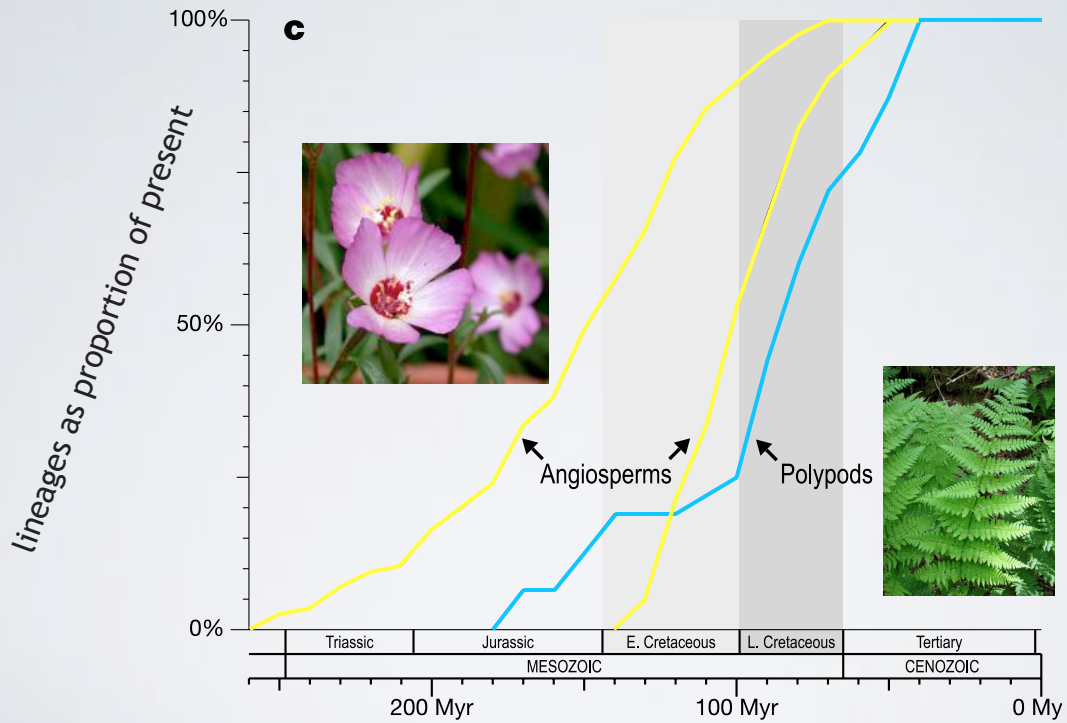 c
100%
50%
0%
lineages as proportion of present
Angiosperms
Polypods
Triassic
Jurassic
E. Cretaceous
L. Cretaceous
Tertiary
MESOZOIC
CENOZOIC
200 Myr
100 Myr
0 My